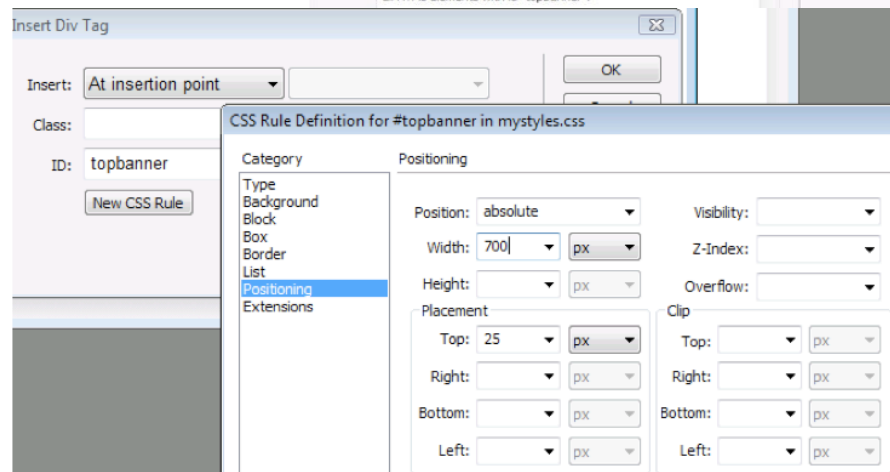 Insert Div Tag
Insert: At insertion point
OK
Class:
ID: topbanner
New CSS Rule
CSS Rule Definition for #topbanner in mystyles.css
Category
Type
Background
Block
Box
Border
List
Positioning
Extensions
Positioning
Position: absolute Visibility:
Width: 700 px Z-Index:
Height: px Overflow:
Placement Clip
Top: 25 px Top: px
Right: px Right: px
Bottom: px Bottom: px
Left: px Left: px